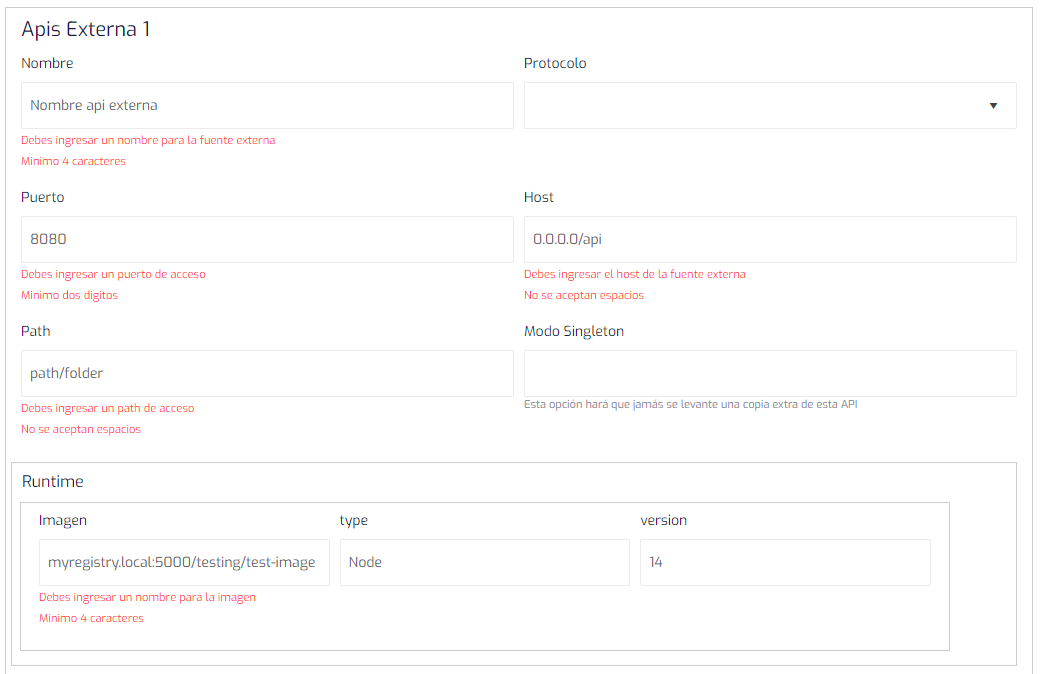 Apis Externa 1
Nombre
Protocolo
Nombre api externa
Debes ingresar un nombre para la fuente externa
Minimo 4 caracteres
Puerto
Host
8080
0.0.0.0/api
Debes ingresar un puerto de acceso
Debes ingresar el host de la fuente externa
Minimo dos digitos
No se aceptan espacios
Path
Modo Singleton
path/folder
Debes ingresar un path de acceso
Esta opción hará que jamás se levante una copia extra de esta API
No se aceptan espacios
Runtime
Imagen
type
version
myregistry.local:5000/testing/test-image
Node
14
Debes ingresar un nombre para la imagen
Minimo 4 caracteres